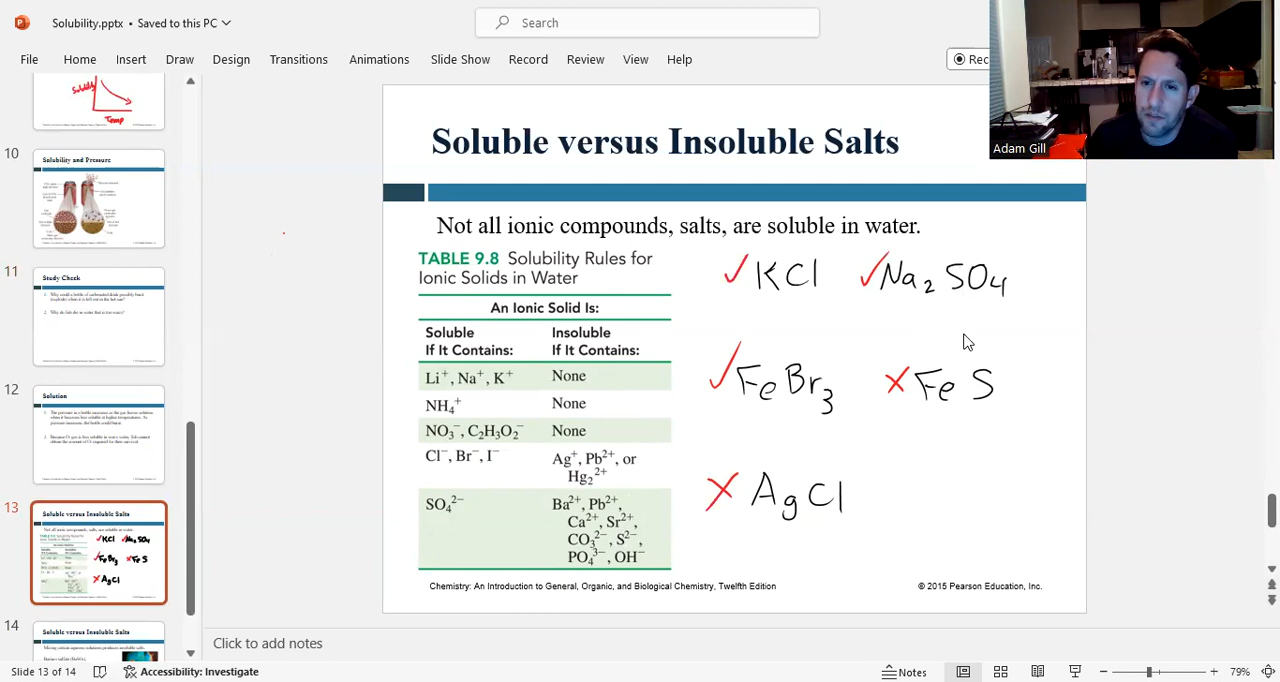 Solubility.pptx • Saved to this PC
Search
File Home Insert Draw Design Transitions Animations Slide Show Record Review View Help
Rec
Adam Gill
Solubility
Temp
10
Solubility and Pressure
11
Study Check
12
Solution
13
Soluble versus Insoluble Salts
14
Soluble versus Insoluble Salts
Soluble versus Insoluble Salts
Not all ionic compounds, salts, are soluble in water.
TABLE 9.8 Solubility Rules for
Ionic Solids in Water
An Ionic Solid Is:
Soluble If It Contains: Insoluble If It Contains:
Li⁺, Na⁺, K⁺ None
NH₄⁺ None
NO₃⁻, C₂H₃O₂⁻ None
Cl⁻, Br⁻, I⁻ Ag⁺, Pb²⁺, or
Hg₂²⁺
SO₄²⁻ Ba²⁺, Pb²⁺,
Ca²⁺, Sr²⁺,
CO₃²⁻, S²⁻,
PO₄³⁻, OH⁻
✓ KCl ✓ Na₂SO₄
✓ FeBr₃ ✗ FeS
✗ AgCl
Chemistry: An Introduction to General, Organic, and Biological Chemistry, Twelfth Edition © 2015 Pearson Education, Inc.
Click to add notes
Slide 13 of 14 Accessibility: Investigate Notes 79%